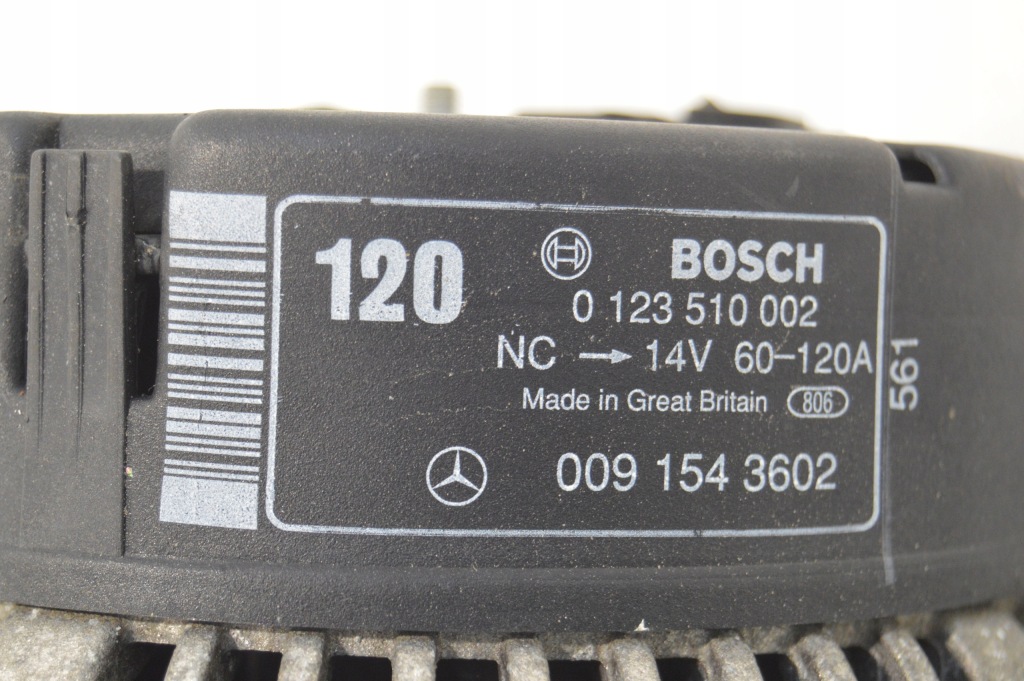 120
BOSCH
0 123 510 002
NC → 14V 60-120A
Made in Great Britain 806
009 154 3602
561